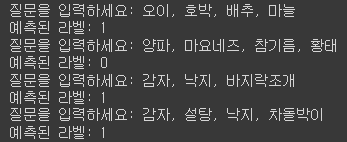 질문을 입력하세요: 오이, 호박, 배추, 마늘
예측된 라벨: 1
질문을 입력하세요: 양파, 마요네즈, 참기름, 황태
예측된 라벨: 0
질문을 입력하세요: 감자, 낙지, 바지락조개
예측된 라벨: 1
질문을 입력하세요: 감자, 설탕, 낙지, 차돌박이
예측된 라벨: 1